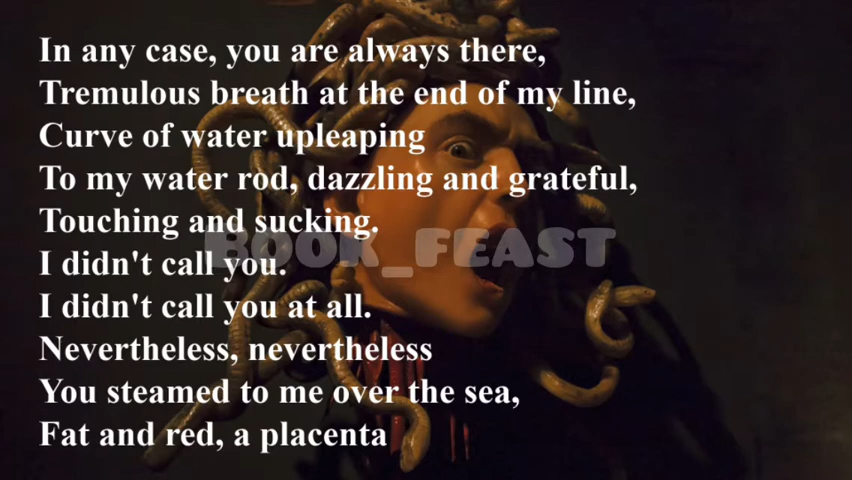 In any case, you are always there,
Tremulous breath at the end of my line,
Curve of water upleaping
To my water rod, dazzling and grateful,
Touching and sucking.
BOOK_FEAST
I didn't call you.
I didn't call you at all.
Nevertheless, nevertheless
You steamed to me over the sea,
Fat and red, a placenta